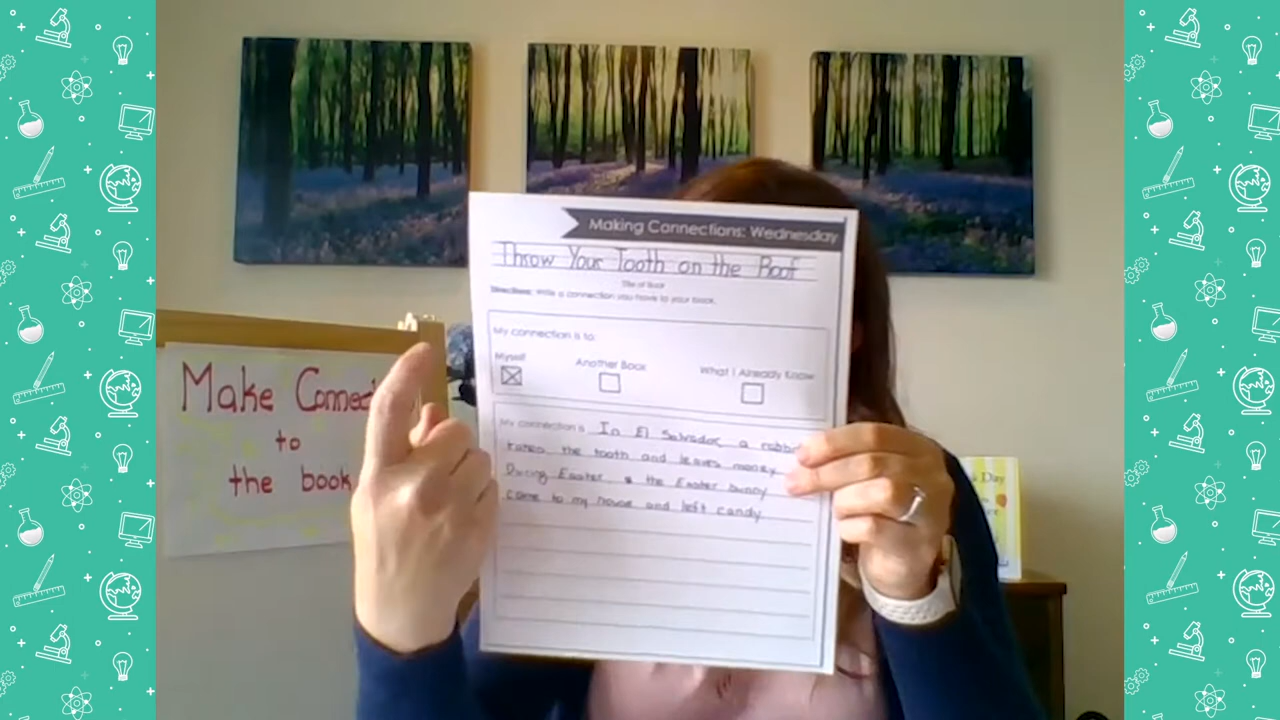 Making Connections: Wednesday
Throw Your Tooth on the Roof
Title of Book
Directions: Write a connection you have to your book.
My connection is to:
Myself
Another Book
What I Already Know
My connection is In El Salvador, a rabbit
takes the tooth and leaves money.
During Easter, the Easter bunny
came to my house and left candy.
Make Connect
to
the book
Day